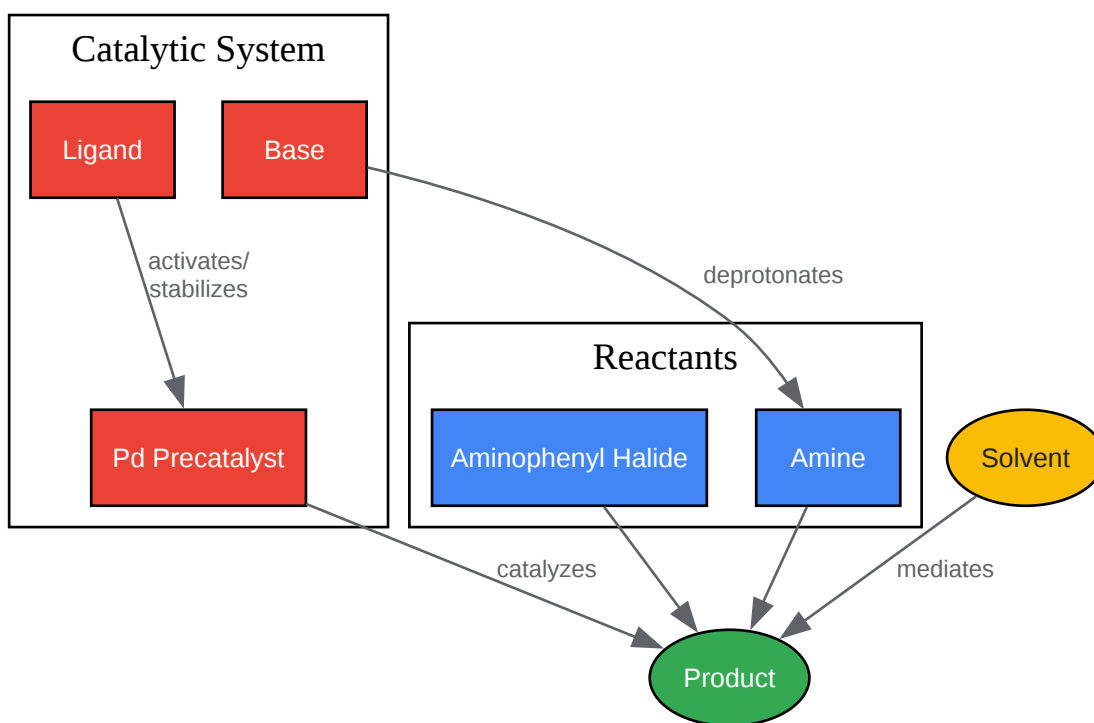 Catalytic System
Ligand
Base
activates/
stabilizes
deprotonates
Reactants
Pd Precatalyst
Aminophenyl Halide
Amine
Solvent
catalyzes
mediates
Product